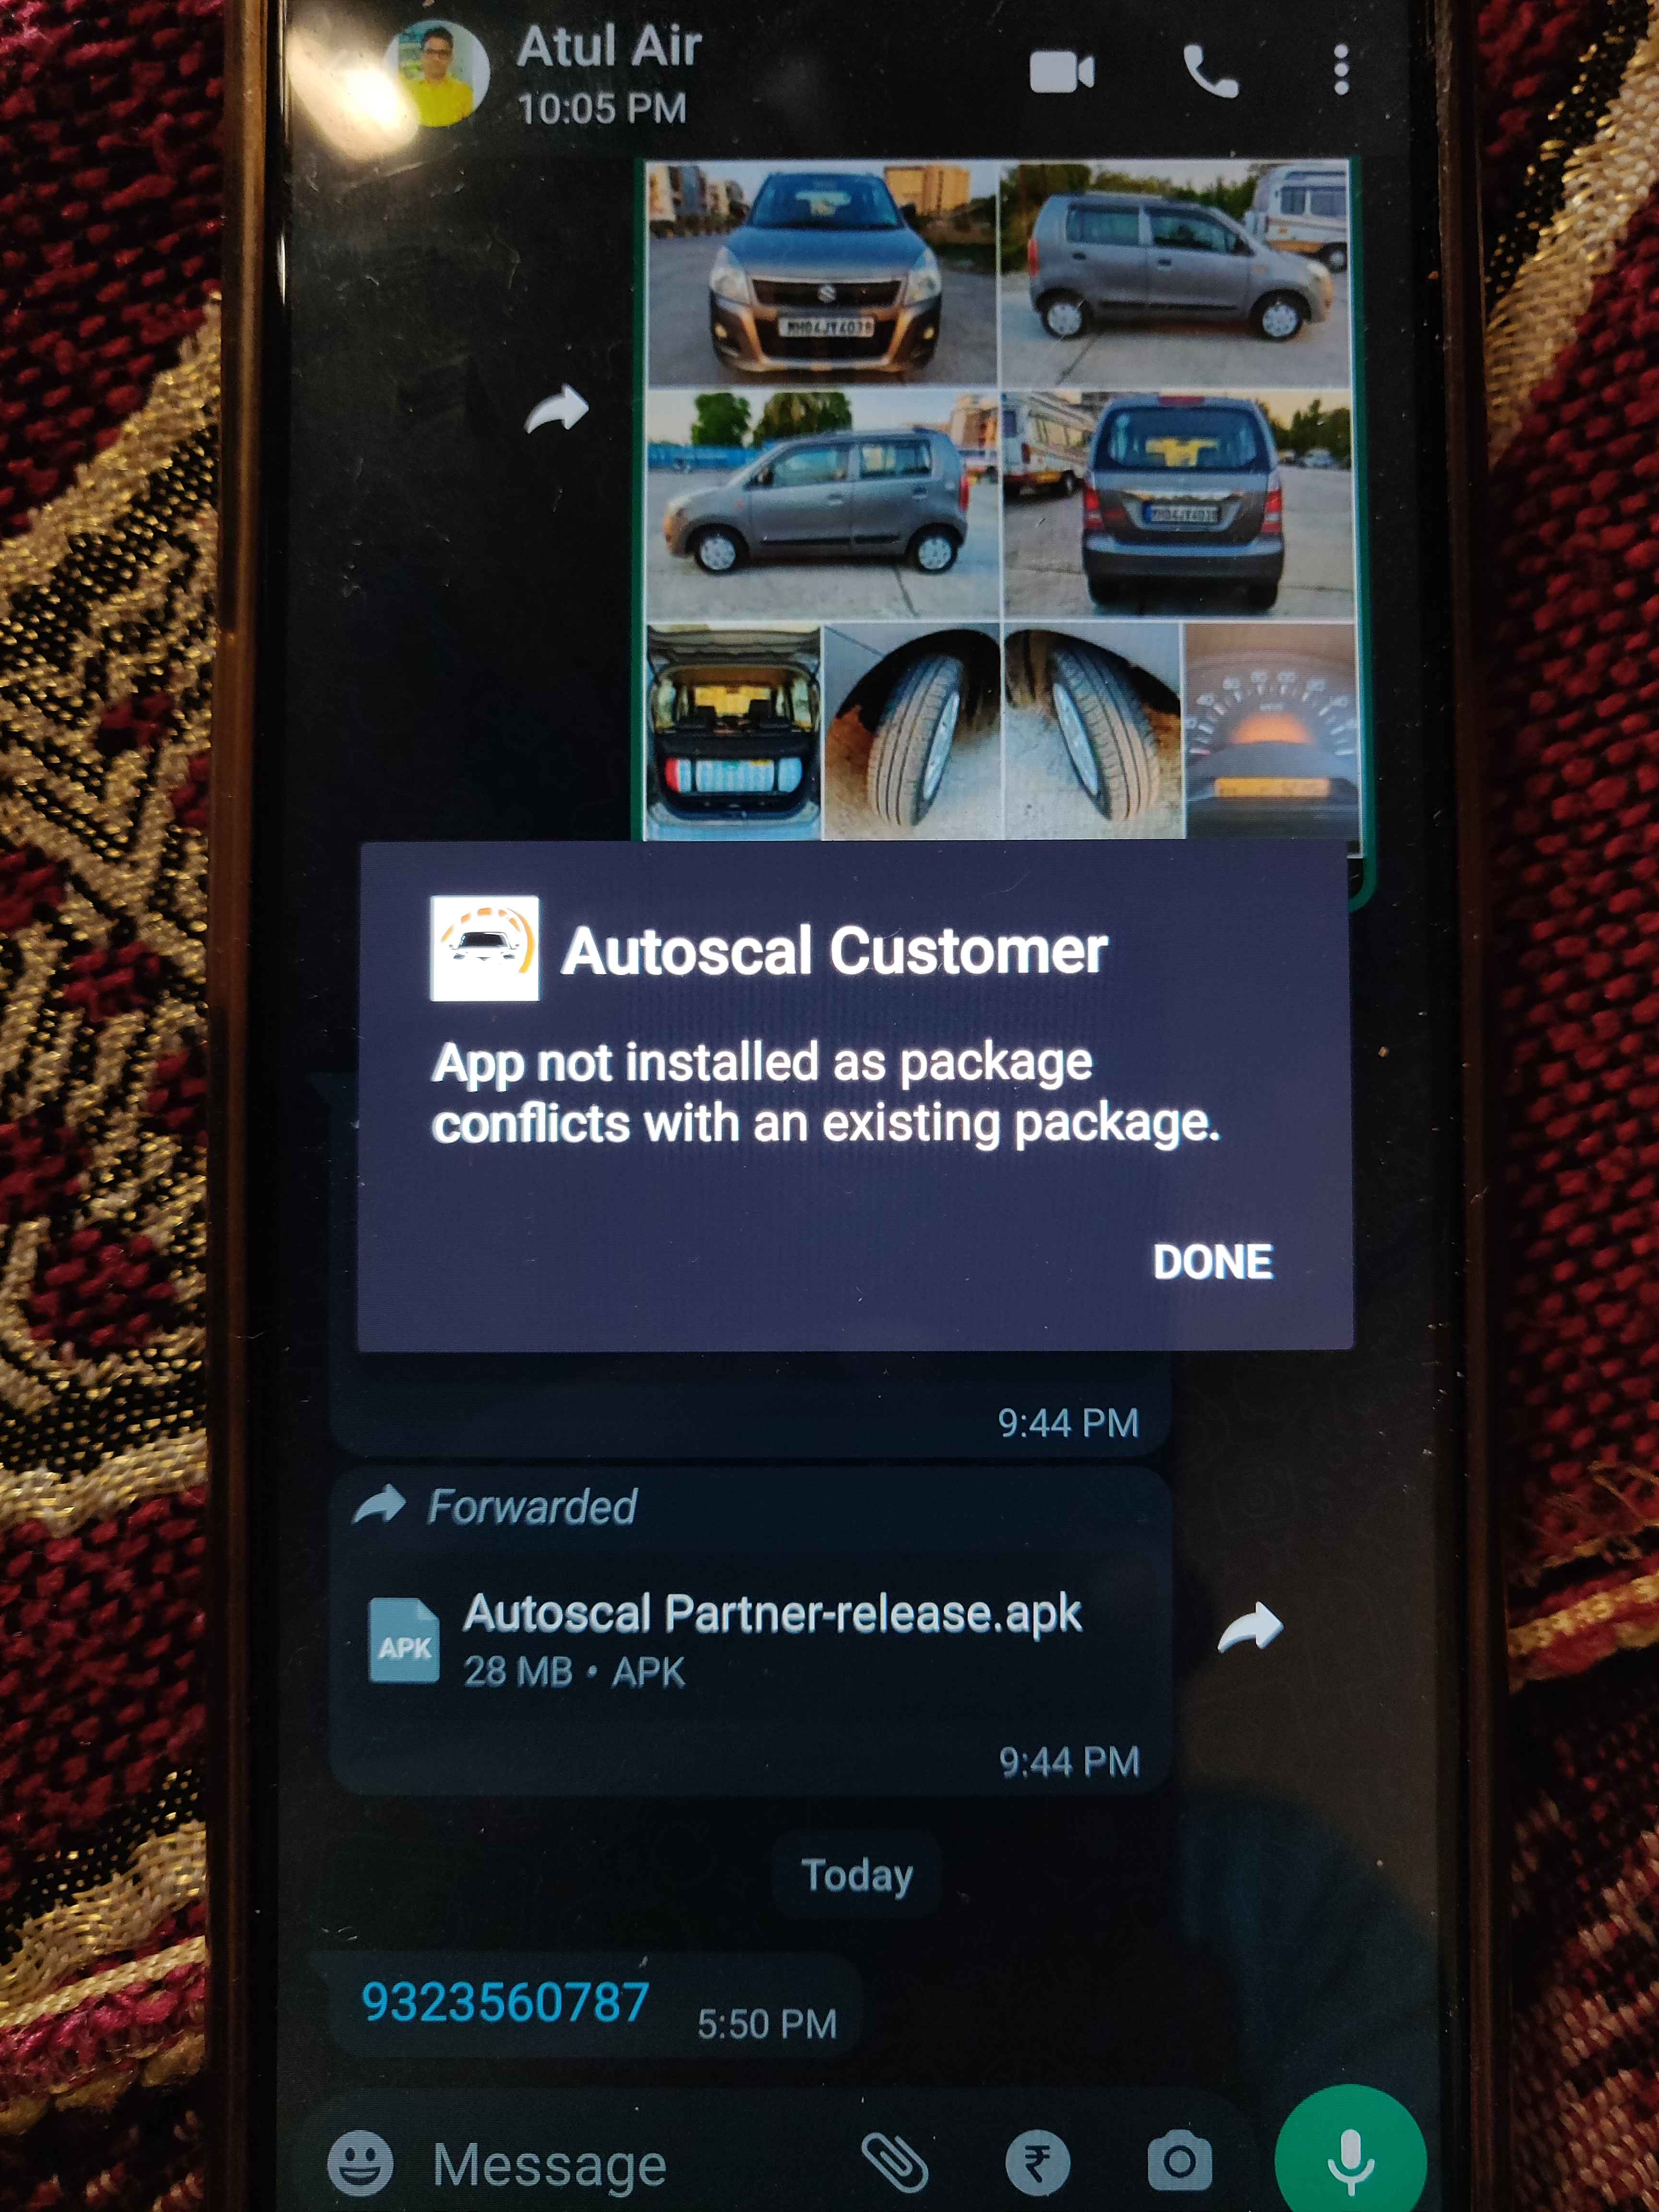 Atul Air
10:05 PM
MH04JY4039
Autoscal Customer
App not installed as package
conflicts with an existing package.
DONE
9:44 PM
Forwarded
Autoscal Partner-release.apk
APK
28 MB • APK
9:44 PM
Today
9323560787
5:50 PM
Message